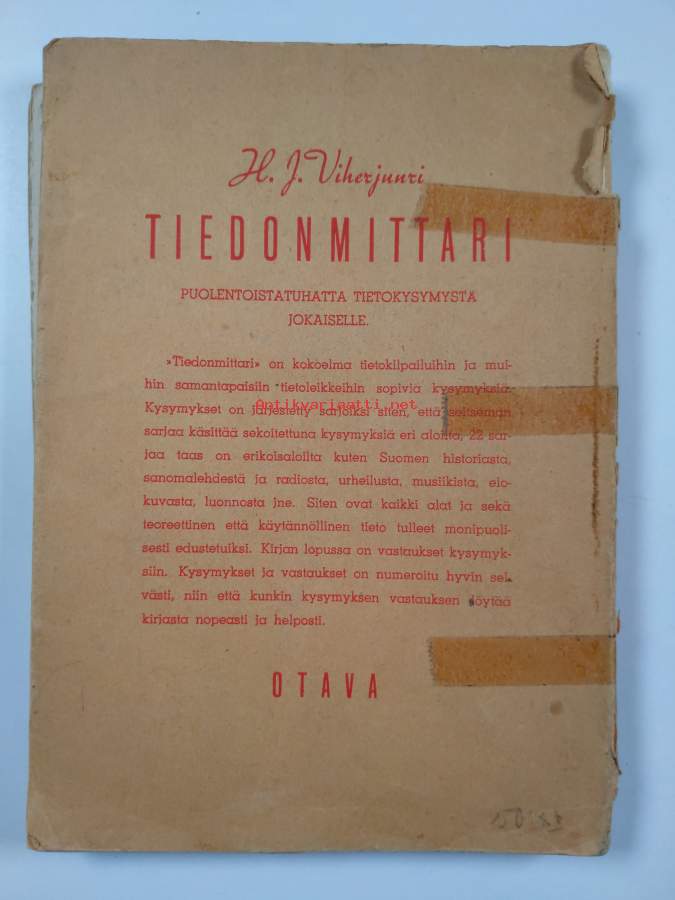 H. J. Viherjuuri
TIEDONMITTARI
PUOLENTOISTATUHATTA TIETOKYSYMYSTÄ
JOKAISELLE.
»Tiedonmittari» on kokoelma tietokilpailuihin ja mui-
hin samantapaisiin tietoleikkeihin sopivia kysymyksiä.
Antikvariaatti.net
Kysymykset on järjestetty sarjoiksi siten, että seitsemän
sarjaa käsittää sekoitettuna kysymyksiä eri aloilta, 22 sar-
jaa taas on erikoisaloilta kuten Suomen historiasta,
sanomalehdestä ja radiosta, urheilusta, musiikista, elo-
kuvasta, luonnosta jne. Siten ovat kaikki alat ja sekä
teoreettinen että käytännöllinen tieto tulleet monipuoli-
sesti edustetuiksi. Kirjan lopussa on vastaukset kysymyk-
siin. Kysymykset ja vastaukset on numeroitu hyvin sel-
västi, niin että kunkin kysymyksen vastauksen löytää
kirjasta nopeasti ja helposti.
OTAVA